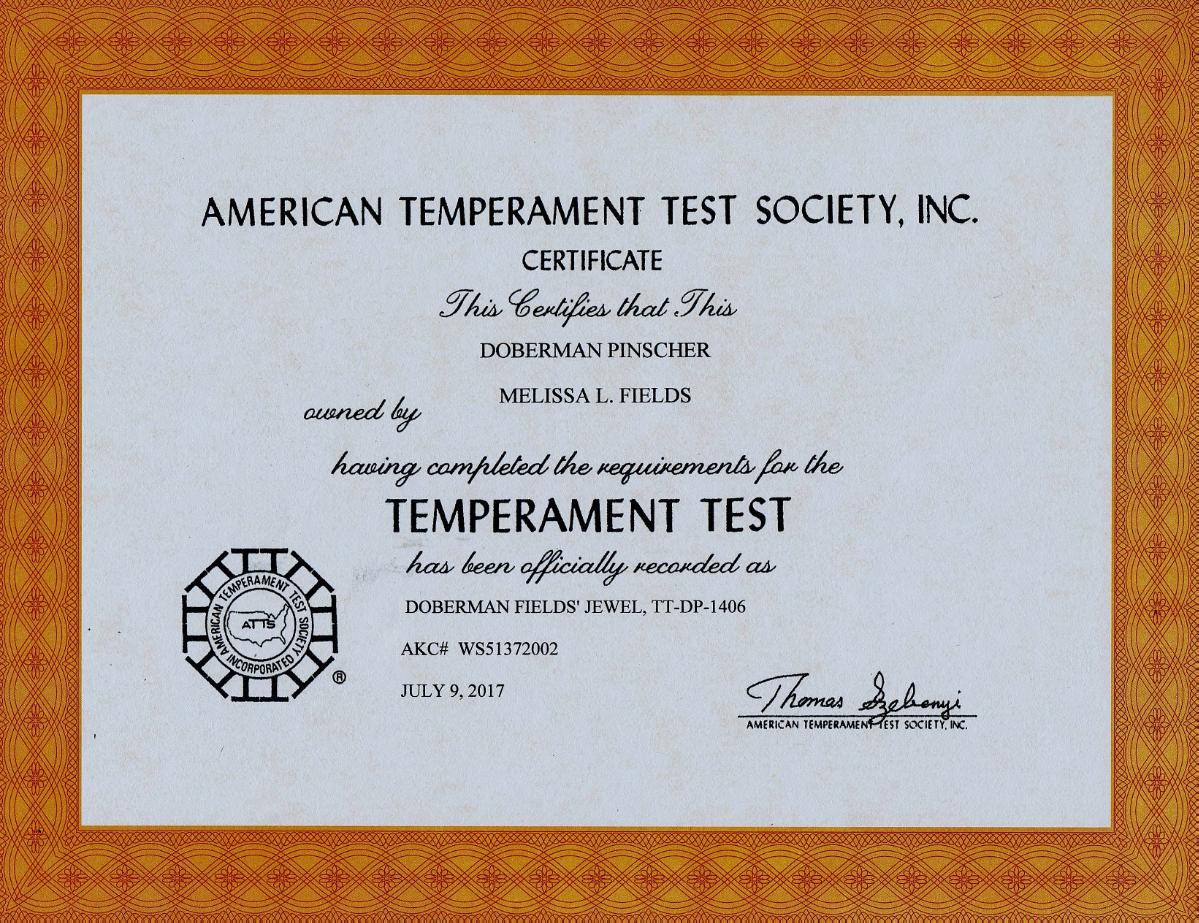 AMERICAN TEMPERAMENT TEST SOCIETY, INC.
CERTIFICATE
This Certifies that This
DOBERMAN PINSCHER
MELISSA L. FIELDS
owned by
having completed the requirements for the
TEMPERAMENT TEST
has been officially recorded as
DOBERMAN FIELDS' JEWEL, TT-DP-1406
AKC# WS51372002
JULY 9, 2017
AMERICAN TEMPERAMENT TEST SOCIETY INCORPORATED
ATTS
®
Thomas Szebenyi
AMERICAN TEMPERAMENT TEST SOCIETY, INC.